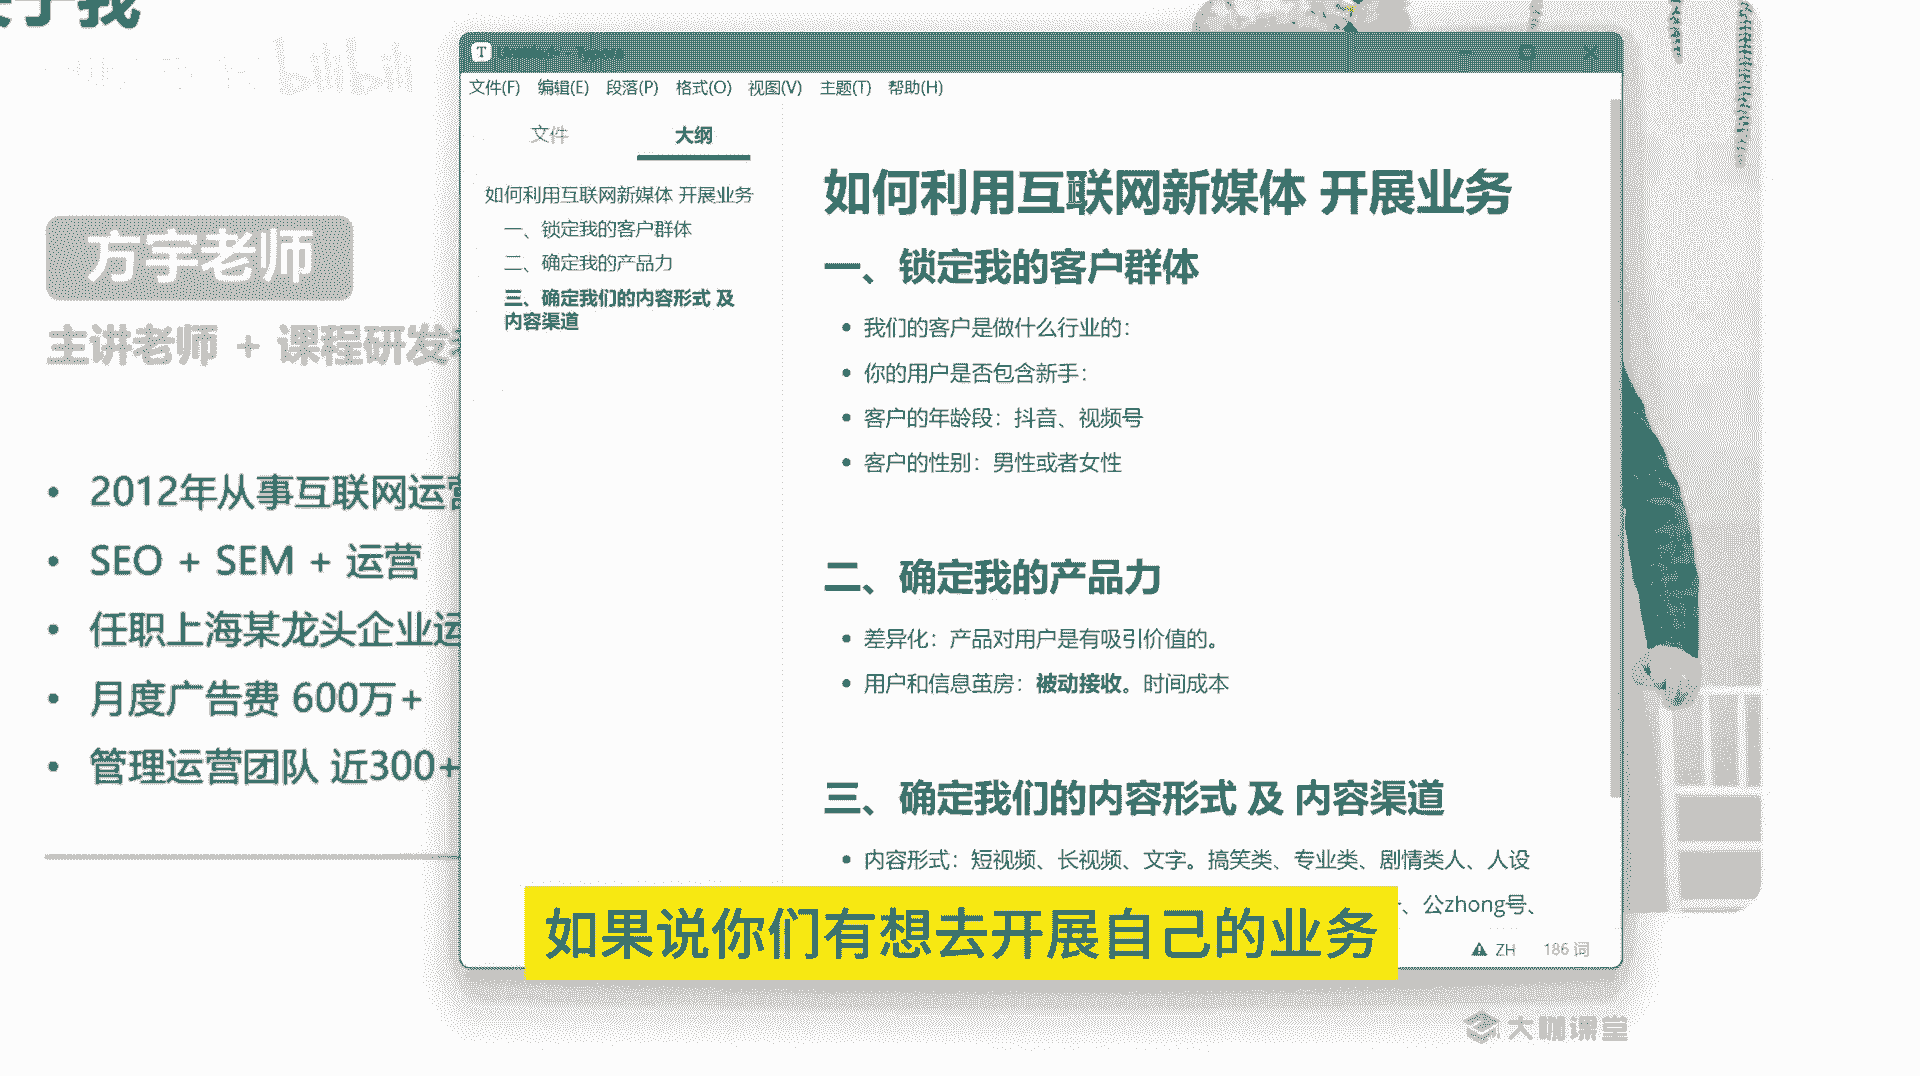 于我
bilibili
方宇老师
主讲老师 + 课程研发
2012年从事互联网运营
SEO + SEM + 运营
任职上海某龙头企业运
月度广告费 600万+
管理运营团队 近300+
文件(F) 编辑(E) 段落(P) 格式(O) 视图(V) 主题(T) 帮助(H)
文件 大纲
如何利用互联网新媒体 开展业务
一、锁定我的客户群体
二、确定我的产品力
三、确定我们的内容形式 及
内容渠道
如何利用互联网新媒体 开展业务
一、锁定我的客户群体
我们的客户是做什么行业的:
你的用户是否包含新手:
客户的年龄段:抖音、视频号
客户的性别:男性或者女性
二、确定我的产品力
差异化:产品对用户是有吸引价值的。
用户和信息茧房:被动接收。时间成本
三、确定我们的内容形式 及 内容渠道
内容形式:短视频、长视频、文字。搞笑类、专业类、剧情类人、人设
、公zhong号、
如果说你们有想去开展自己的业务
ZH 186 词
大咖课堂